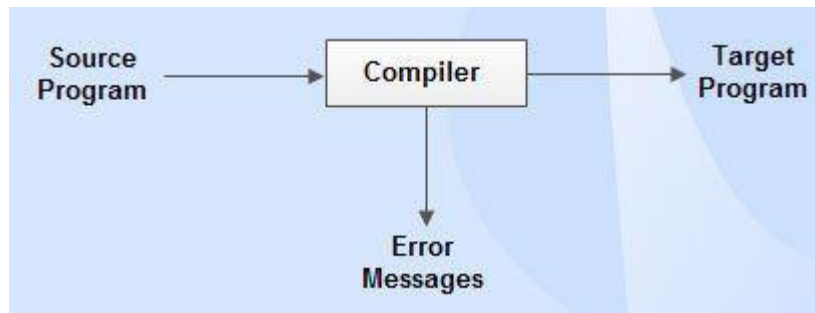 Source
Program
Compiler
Target
Program
Error
Messages